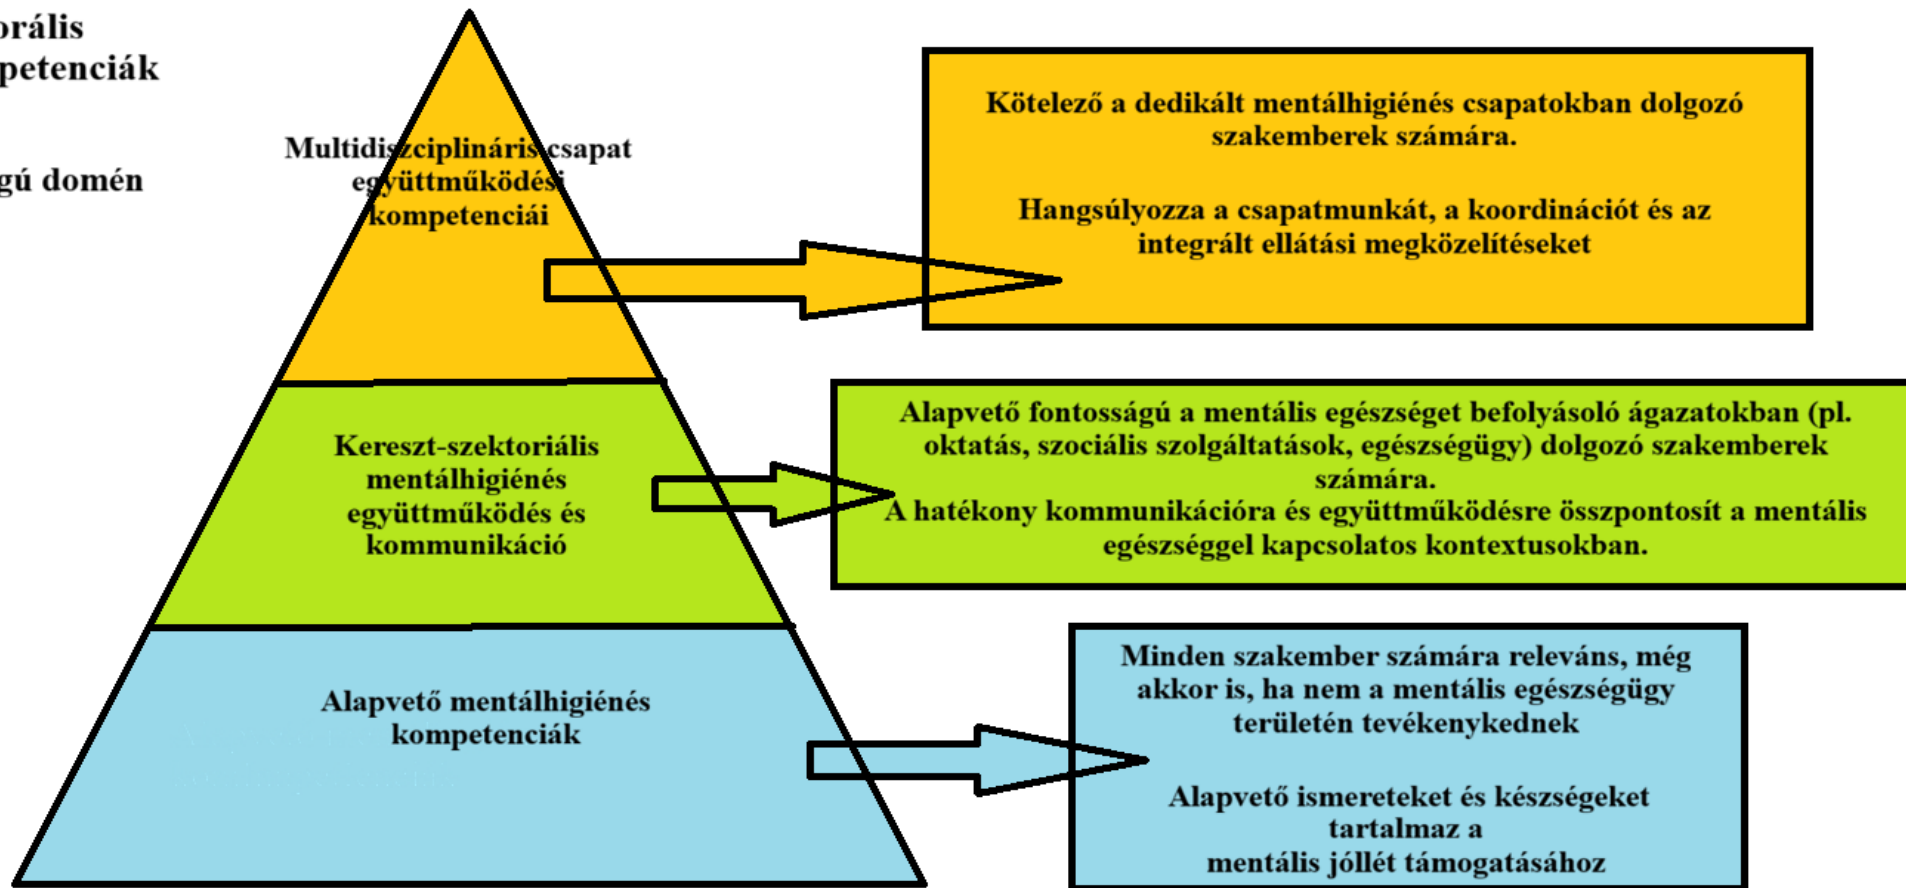 orális
petenciák
gú domén
Multidiszciplináris csapat
együttműködési
kompetenciái
Kötelező a dedikált mentálhigiénés csapatokban dolgozó
szakemberek számára.
Hangsúlyozza a csapatmunkát, a koordinációt és az
integrált ellátási megközelítéseket
Kereszt-szektoriális
mentálhigiénés
együttműködés és
kommunikáció
Alapvető fontosságú a mentális egészséget befolyásoló ágazatokban (pl.
oktatás, szociális szolgáltatások, egészségügy) dolgozó szakemberek
számára.
A hatékony kommunikációra és együttműködésre összpontosít a mentális
egészséggel kapcsolatos kontextusokban.
Alapvető mentálhigiénés
kompetenciák
Minden szakember számára releváns, még
akkor is, ha nem a mentális egészségügy
területén tevékenykednek
Alapvető ismereteket és készségeket
tartalmaz a
mentális jóllét támogatásához